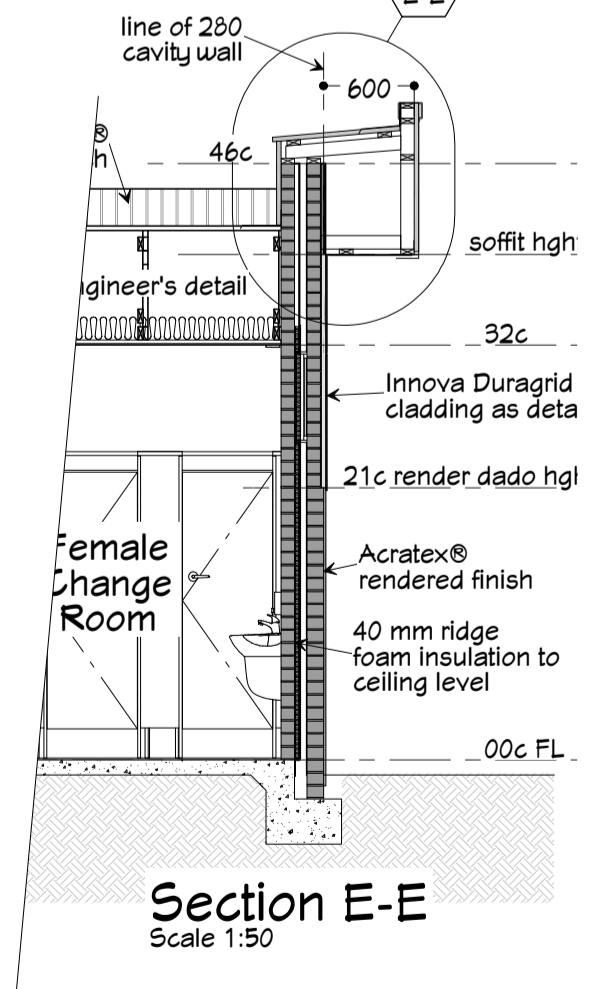 line of 280
cavity wall
600
®
h
46c
soffit hgh
gineer's detail
32c
Innova Duragrid
cladding as deta
21c render dado hgh
Female
Change
Room
Acratex®
rendered finish
40 mm ridge
foam insulation to
ceiling level
00c FL
Section E-E
Scale 1:50